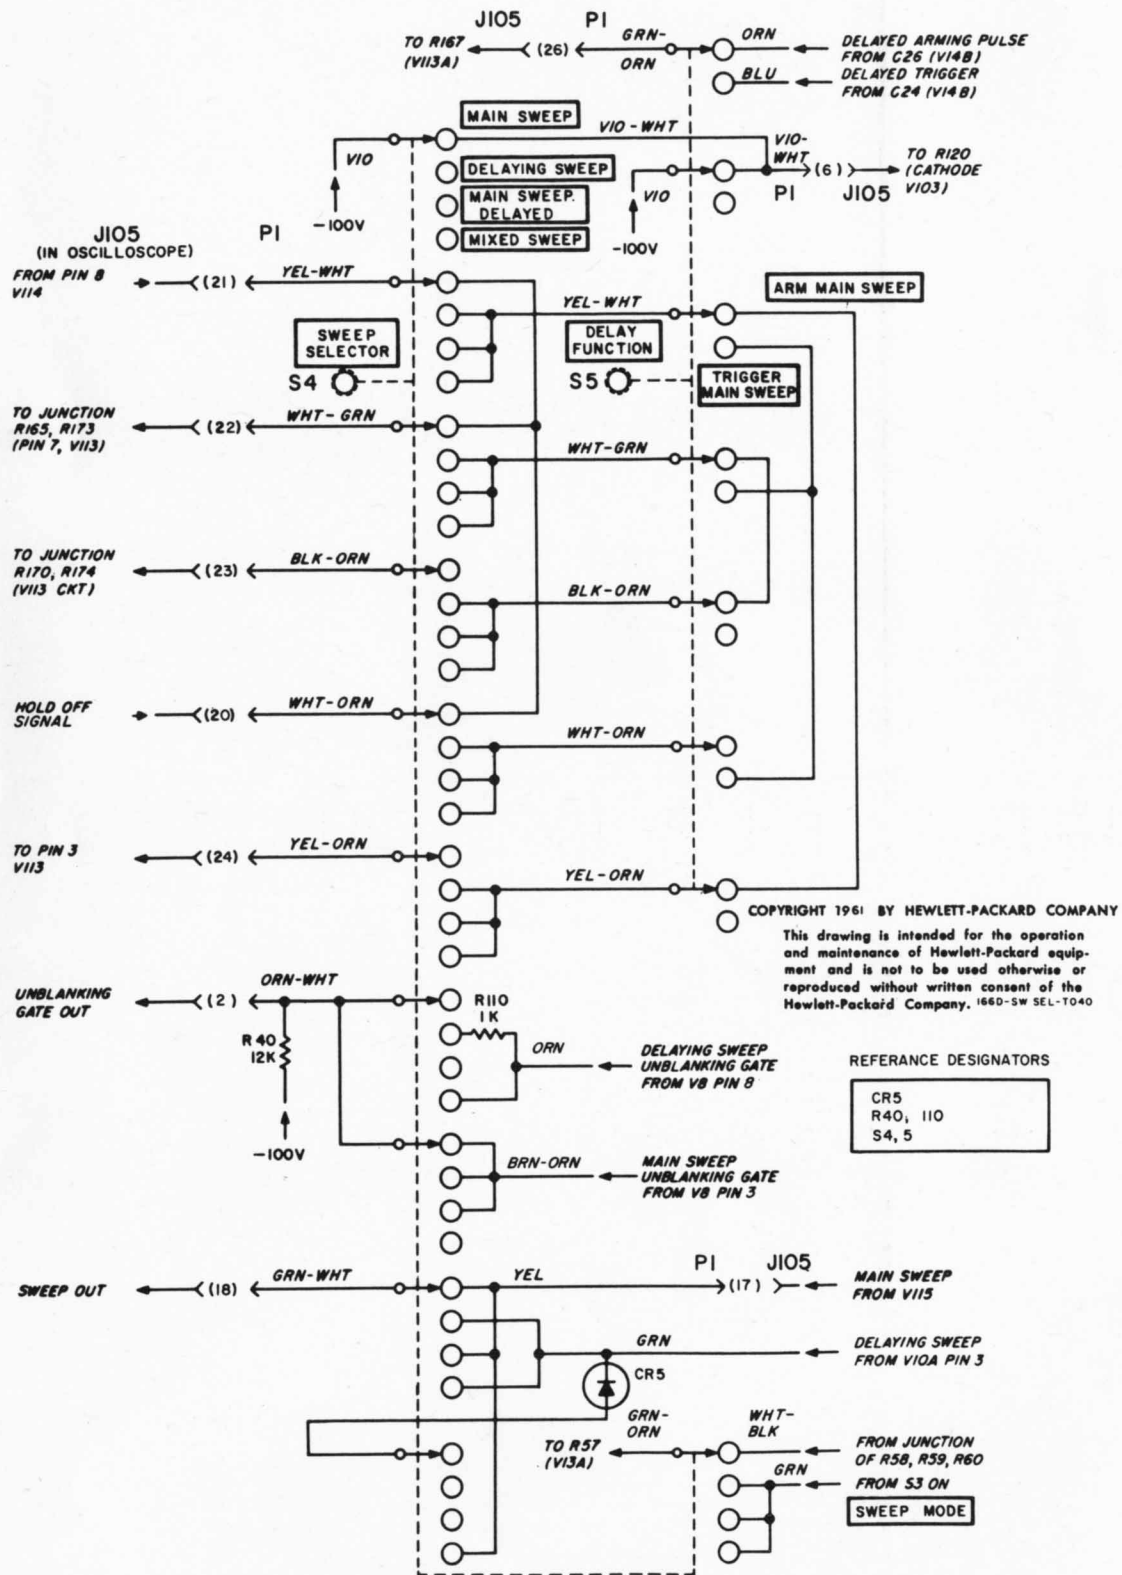 J105 P1
TO R167 (26) GRN- ORN DELAYED ARMING PULSE
(V113A) ORN FROM C26 (V14B)
BLU DELAYED TRIGGER
FROM C24 (V14B)
MAIN SWEEP
VIO-WHT VIO-
WHT
VIO DELAYING SWEEP (6) TO R120
(CATHODE
V103)
MAIN SWEEP.
DELAYED
VIO P1 J105
-100V -100V
MIXED SWEEP
J105 P1
(IN OSCILLOSCOPE)
FROM PIN 8
V114
(21) YEL-WHT
ARM MAIN SWEEP
YEL-WHT
SWEEP
SELECTOR
DELAY
FUNCTION
S4 S5
TRIGGER
MAIN SWEEP
TO JUNCTION
R165, R173
(PIN 7, V113)
(22) WHT-GRN
WHT-GRN
TO JUNCTION
R170, R174
(V113 CKT)
(23) BLK-ORN
BLK-ORN
HOLD OFF
SIGNAL
(20) WHT-ORN
WHT-ORN
TO PIN 3
V113
(24) YEL-ORN
YEL-ORN
COPYRIGHT 1961 BY HEWLETT-PACKARD COMPANY
This drawing is intended for the operation
and maintenance of Hewlett-Packard equip-
ment and is not to be used otherwise or
reproduced without written consent of the
Hewlett-Packard Company. 166D-SW SEL-TO40
UNBLANKING
GATE OUT
(2) ORN-WHT
R110
1K
R40
12K
ORN DELAYING SWEEP
UNBLANKING GATE
FROM V8 PIN 8
-100V
REFERANCE DESIGNATORS
CR5
R40, 110
S4, 5
BRN-ORN MAIN SWEEP
UNBLANKING GATE
FROM V8 PIN 3
SWEEP OUT (18) GRN-WHT YEL P1 (17) J105 MAIN SWEEP
FROM V115
GRN DELAYING SWEEP
FROM V10A PIN 3
CR5
GRN-
ORN
WHT-
BLK
TO R57
(V13A)
FROM JUNCTION
OF R58, R59, R60
GRN FROM S3 ON
SWEEP MODE